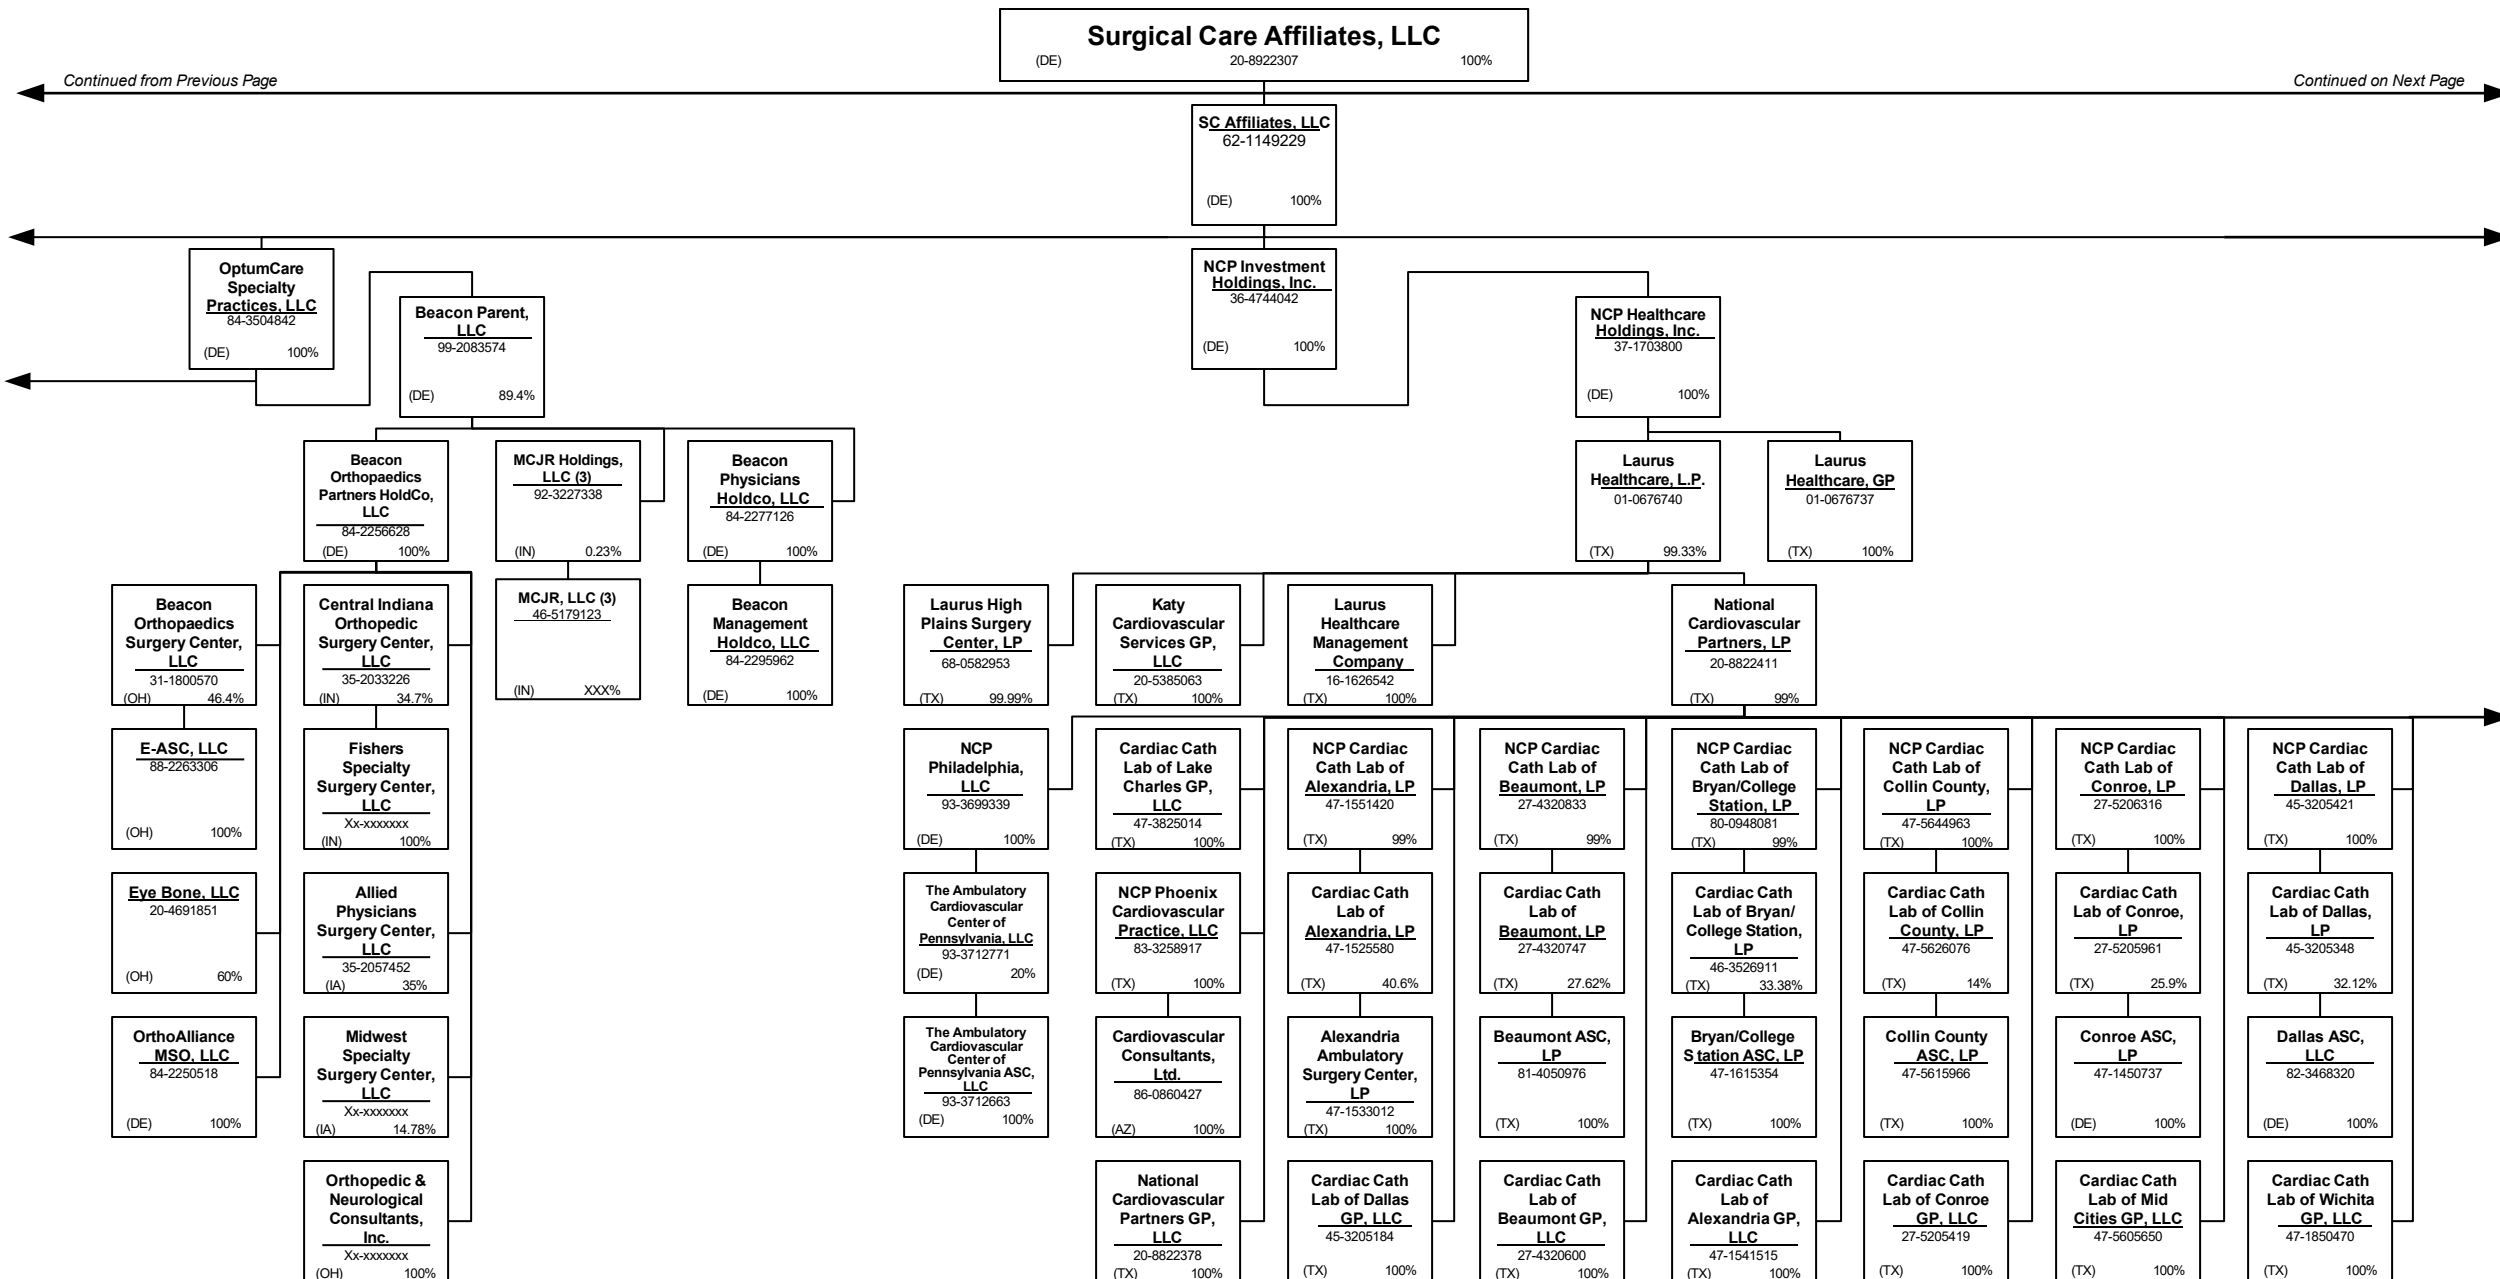 Surgical Care Affiliates, LLC
(DE) 20-8922307 100%
Continued from Previous Page
Continued on Next Page
SC Affiliates, LLC
62-1149229
(DE) 100%
OptumCare
Specialty
Practices, LLC
84-3504842
(DE) 100%
Beacon Parent,
LLC
99-2083574
(DE) 89.4%
NCP Investment
Holdings, Inc.
36-4744042
(DE) 100%
NCP Healthcare
Holdings, Inc.
37-1703800
(DE) 100%
Beacon
Orthopaedics
Partners HoldCo,
LLC
84-2256628
(DE) 100%
MCJR Holdings,
LLC (3)
92-3227338
(IN) 0.23%
Beacon
Physicians
Holdco, LLC
84-2277126
(DE) 100%
Laurus
Healthcare, L.P.
01-0676740
(TX) 99.33%
Laurus
Healthcare, GP
01-0676737
(TX) 100%
Beacon
Orthopaedics
Surgery Center,
LLC
31-1800570
(OH) 46.4%
Central Indiana
Orthopedic
Surgery Center,
LLC
35-2033226
(IN) 34.7%
MCJR, LLC (3)
46-5179123
(IN) XXX%
Beacon
Management
Holdco, LLC
84-2295962
(DE) 100%
Laurus High
Plains Surgery
Center, LP
68-0582953
(TX) 99.99%
Katy
Cardiovascular
Services GP,
LLC
20-5385063
(TX) 100%
Laurus
Healthcare
Management
Company
16-1626542
(TX) 100%
National
Cardiovascular
Partners, LP
20-8822411
(TX) 99%
E-ASC, LLC
88-2263306
(OH) 100%
Fishers
Specialty
Surgery Center,
LLC
Xx-xxxxxxx
(IN) 100%
NCP
Philadelphia,
LLC
93-3699339
(DE) 100%
Cardiac Cath
Lab of Lake
Charles GP,
LLC
47-3825014
(TX) 100%
NCP Cardiac
Cath Lab of
Alexandria, LP
47-1551420
(TX) 99%
NCP Cardiac
Cath Lab of
Beaumont, LP
27-4320833
(TX) 99%
NCP Cardiac
Cath Lab of
Bryan/College
Station, LP
80-0948081
(TX) 99%
NCP Cardiac
Cath Lab of
Collin County,
LP
47-5644963
(TX) 100%
NCP Cardiac
Cath Lab of
Conroe, LP
27-5206316
(TX) 100%
NCP Cardiac
Cath Lab of
Dallas, LP
45-3205421
(TX) 100%
Eye Bone, LLC
20-4691851
(OH) 60%
Allied
Physicians
Surgery Center,
LLC
35-2057452
(IA) 35%
The Ambulatory
Cardiovascular
Center of
Pennsylvania, LLC
93-3712771
(DE) 20%
NCP Phoenix
Cardiovascular
Practice, LLC
83-3258917
(TX) 100%
Cardiac Cath
Lab of
Alexandria, LP
47-1525580
(TX) 40.6%
Cardiac Cath
Lab of
Beaumont, LP
27-4320747
(TX) 27.62%
Cardiac Cath
Lab of Bryan/
College Station,
LP
46-3526911
(TX) 33.38%
Cardiac Cath
Lab of Collin
County, LP
47-5626076
(TX) 14%
Cardiac Cath
Lab of Conroe,
LP
27-5205961
(TX) 25.9%
Cardiac Cath
Lab of Dallas,
LP
45-3205348
(TX) 32.12%
OrthoAlliance
MSO, LLC
84-2250518
(DE) 100%
Midwest
Specialty
Surgery Center,
LLC
Xx-xxxxxxx
(IA) 14.78%
The Ambulatory
Cardiovascular
Center of
Pennsylvania ASC,
LLC
93-3712663
(DE) 100%
Cardiovascular
Consultants,
Ltd.
86-0860427
(AZ) 100%
Alexandria
Ambulatory
Surgery Center,
LP
47-1533012
(TX) 100%
Beaumont ASC,
LP
81-4050976
(TX) 100%
Bryan/College
Station ASC, LP
47-1615354
(TX) 100%
Collin County
ASC, LP
47-5615966
(TX) 100%
Conroe ASC,
LP
47-1450737
(DE) 100%
Dallas ASC,
LLC
82-3468320
(DE) 100%
Orthopedic &
Neurological
Consultants,
Inc.
Xx-xxxxxxx
(OH) 100%
National
Cardiovascular
Partners GP,
LLC
20-8822378
(TX) 100%
Cardiac Cath
Lab of Dallas
GP, LLC
45-3205184
(TX) 100%
Cardiac Cath
Lab of
Beaumont GP,
LLC
27-4320600
(TX) 100%
Cardiac Cath
Lab of
Alexandria GP,
LLC
47-1541515
(TX) 100%
Cardiac Cath
Lab of Conroe
GP, LLC
27-5205419
(TX) 100%
Cardiac Cath
Lab of Mid
Cities GP, LLC
47-5605650
(TX) 100%
Cardiac Cath
Lab of Wichita
GP, LLC
47-1850470
(TX) 100%